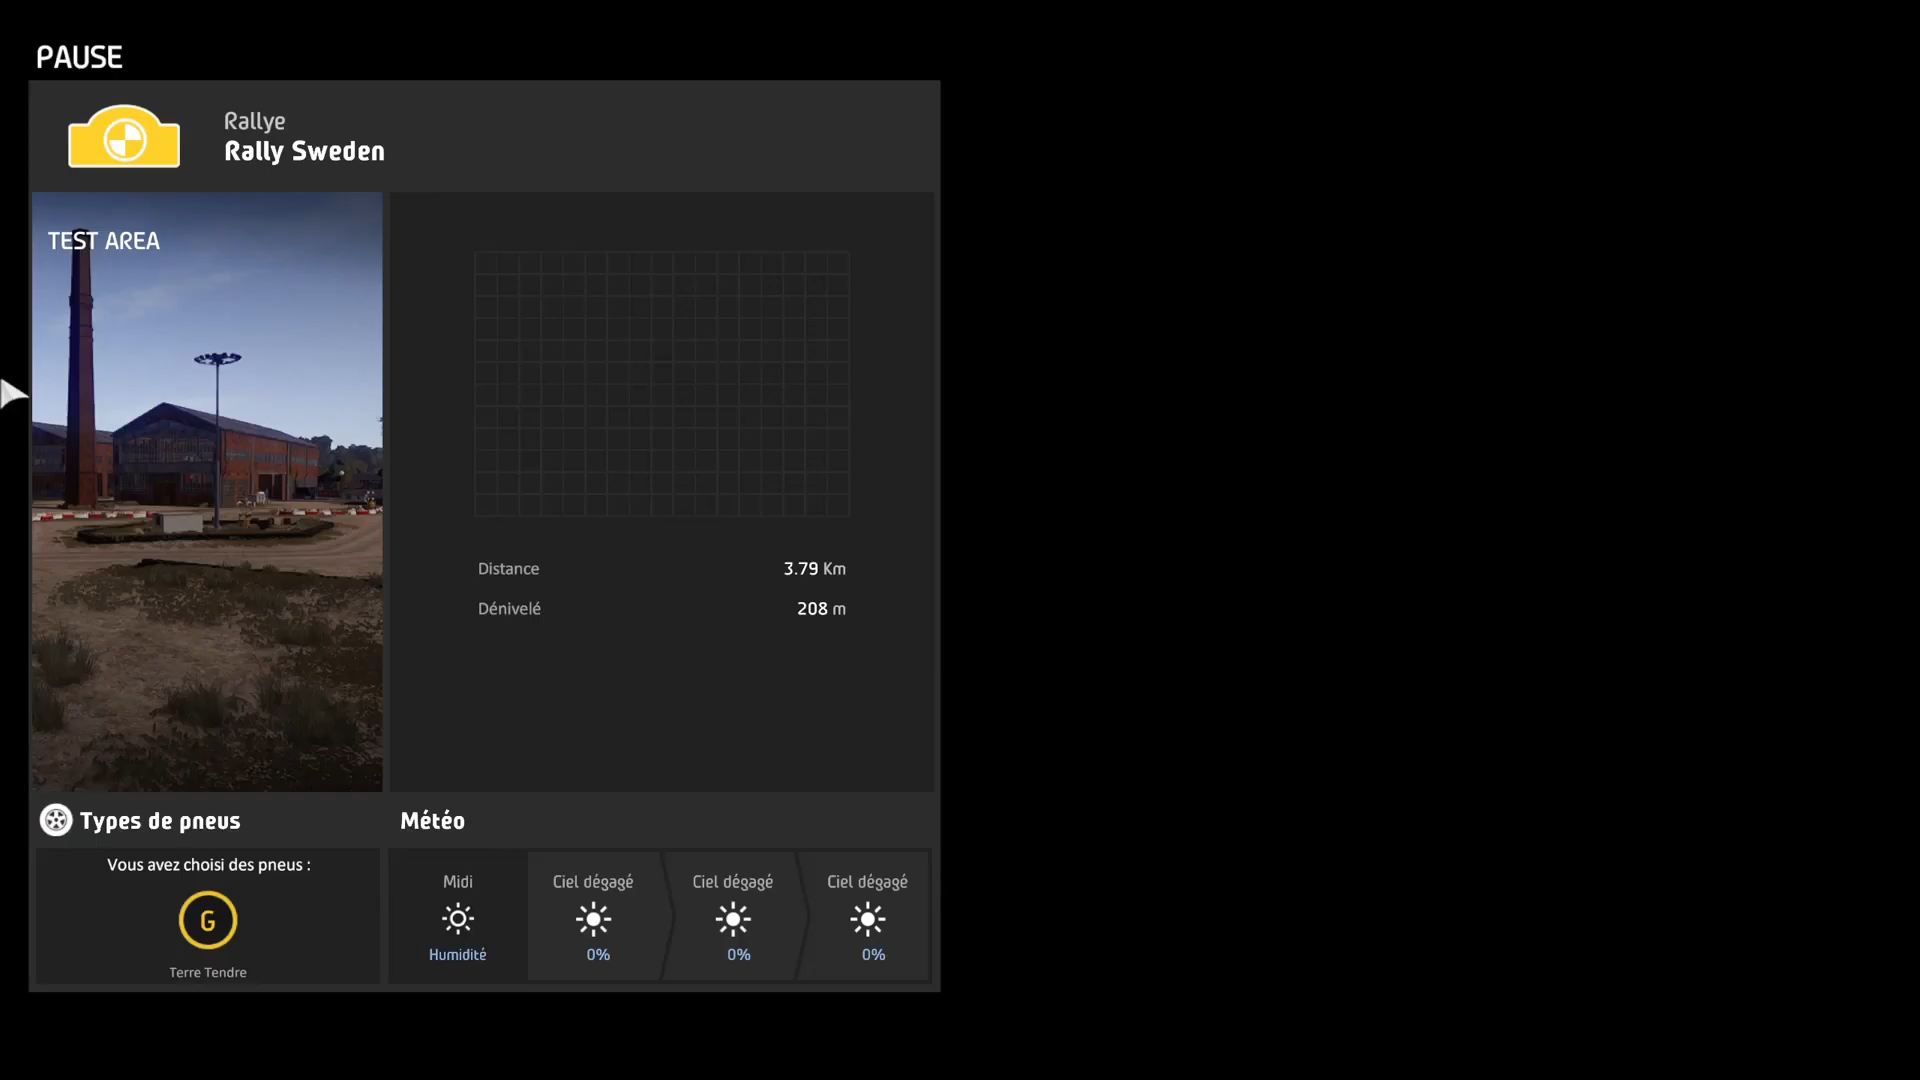 PAUSE
Rallye
Rally Sweden
TEST AREA
Distance 3.79 Km
Dénivelé 208 m
Types de pneus
Vous avez choisi des pneus :
G
Terre Tendre
Météo
Midi Ciel dégagé Ciel dégagé Ciel dégagé
Humidité 0% 0% 0%